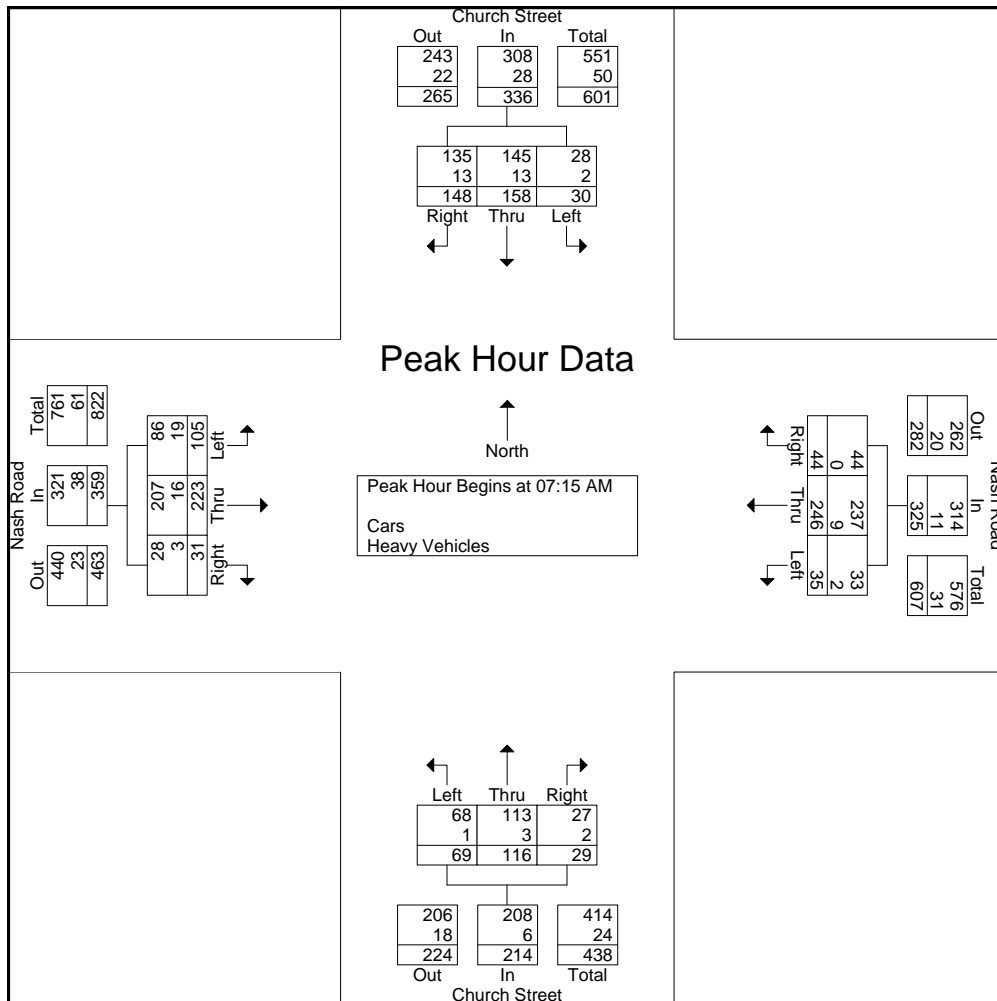 Church Street
Out In Total
243 308 551
22 28 50
265 336 601
135 145 28
13 13 2
148 158 30
Right Thru Left
Peak Hour Data
North
Peak Hour Begins at 07:15 AM
Cars
Heavy Vehicles
Nash Road
Out In Total
440 321 761
23 38 61
463 359 822
Right Thru Left
28 207 86
3 16 19
31 223 105
Nash Road
Out In Total
262 314 576
20 11 31
282 325 607
44 237 33
0 9 2
44 246 35
Right Thru Left
Left Thru Right
68 113 27
1 3 2
69 116 29
206 208 414
18 6 24
224 214 438
Out In Total
Church Street